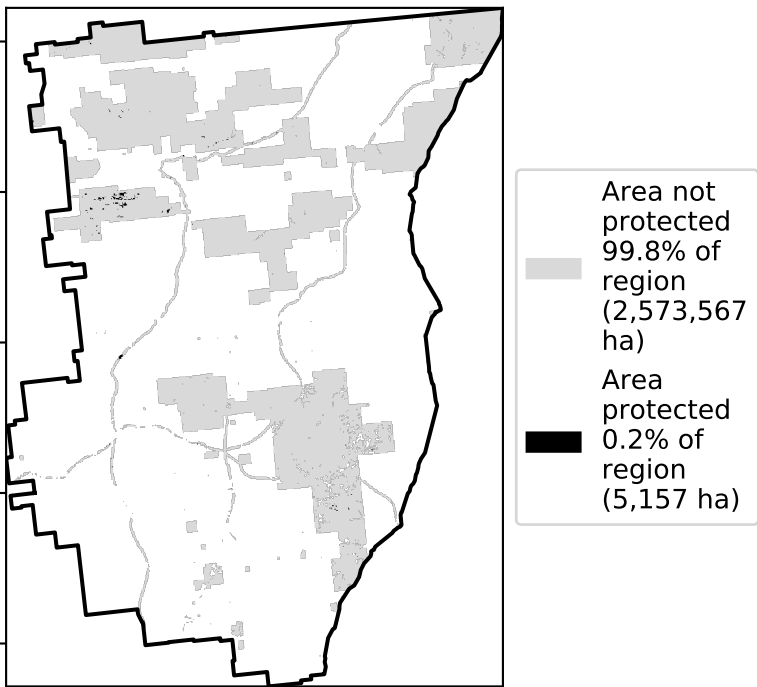 Area not
protected
99.8% of
region
(2,573,567
ha)
Area
protected
0.2% of
region
(5,157 ha)